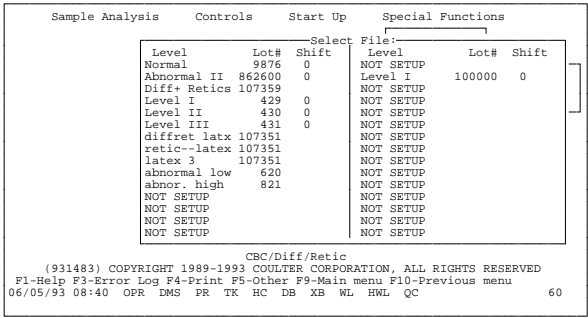 Sample Analysis Controls Start Up Special Functions
Select File:
Level Lot# Shift Level Lot# Shift
Normal 9876 0 NOT SETUP
Abnormal II 862600 0 Level I 100000 0
Diff+ Retics 107359 NOT SETUP
Level I 429 0 NOT SETUP
Level II 430 0 NOT SETUP
Level III 431 0 NOT SETUP
diffret latx 107351 NOT SETUP
retic--latex 107351 NOT SETUP
latex 3 107351 NOT SETUP
abnormal low 620 NOT SETUP
abnor. high 821 NOT SETUP
NOT SETUP NOT SETUP
NOT SETUP NOT SETUP
NOT SETUP NOT SETUP
NOT SETUP NOT SETUP
CBC/Diff/Retic
(931483) COPYRIGHT 1989-1993 COULTER CORPORATION, ALL RIGHTS RESERVED
F1-Help F3-Error Log F4-Print F5-Other F9-Main menu F10-Previous menu
06/05/93 08:40 OPR DMS PR TK HC DB XB WL HWL QC 60